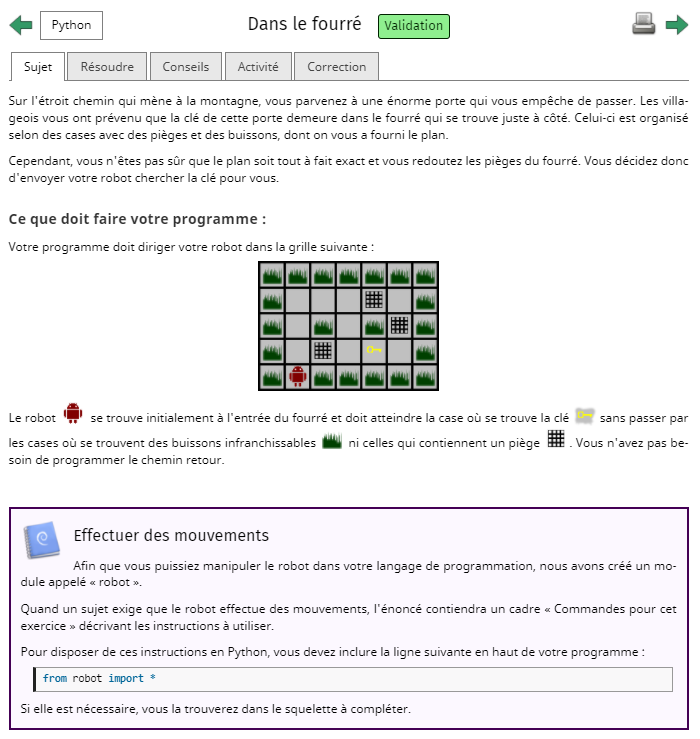 Python
Dans le fourré
Validation
Sujet
Résoudre
Conseils
Activité
Correction
Sur l'étroit chemin qui mène à la montagne, vous parvenez à une énorme porte qui vous empêche de passer. Les villa-
geois vous ont prévenu que la clé de cette porte demeure dans le fourré qui se trouve juste à côté. Celui-ci est organisé
selon des cases avec des pièges et des buissons, dont on vous a fourni le plan.
Cependant, vous n'êtes pas sûr que le plan soit tout à fait exact et vous redoutez les pièges du fourré. Vous décidez donc
d'envoyer votre robot chercher la clé pour vous.
Ce que doit faire votre programme :
Votre programme doit diriger votre robot dans la grille suivante :
Le robot se trouve initialement à l'entrée du fourré et doit atteindre la case où se trouve la clé sans passer par
les cases où se trouvent des buissons infranchissables ni celles qui contiennent un piège . Vous n'avez pas be-
soin de programmer le chemin retour.
Effectuer des mouvements
Afin que vous puissiez manipuler le robot dans votre langage de programmation, nous avons créé un mo-
dule appelé « robot ».
Quand un sujet exige que le robot effectue des mouvements, l'énoncé contiendra un cadre « Commandes pour cet
exercice » décrivant les instructions à utiliser.
Pour disposer de ces instructions en Python, vous devez inclure la ligne suivante en haut de votre programme :
from robot import *
Si elle est nécessaire, vous la trouverez dans le squelette à compléter.